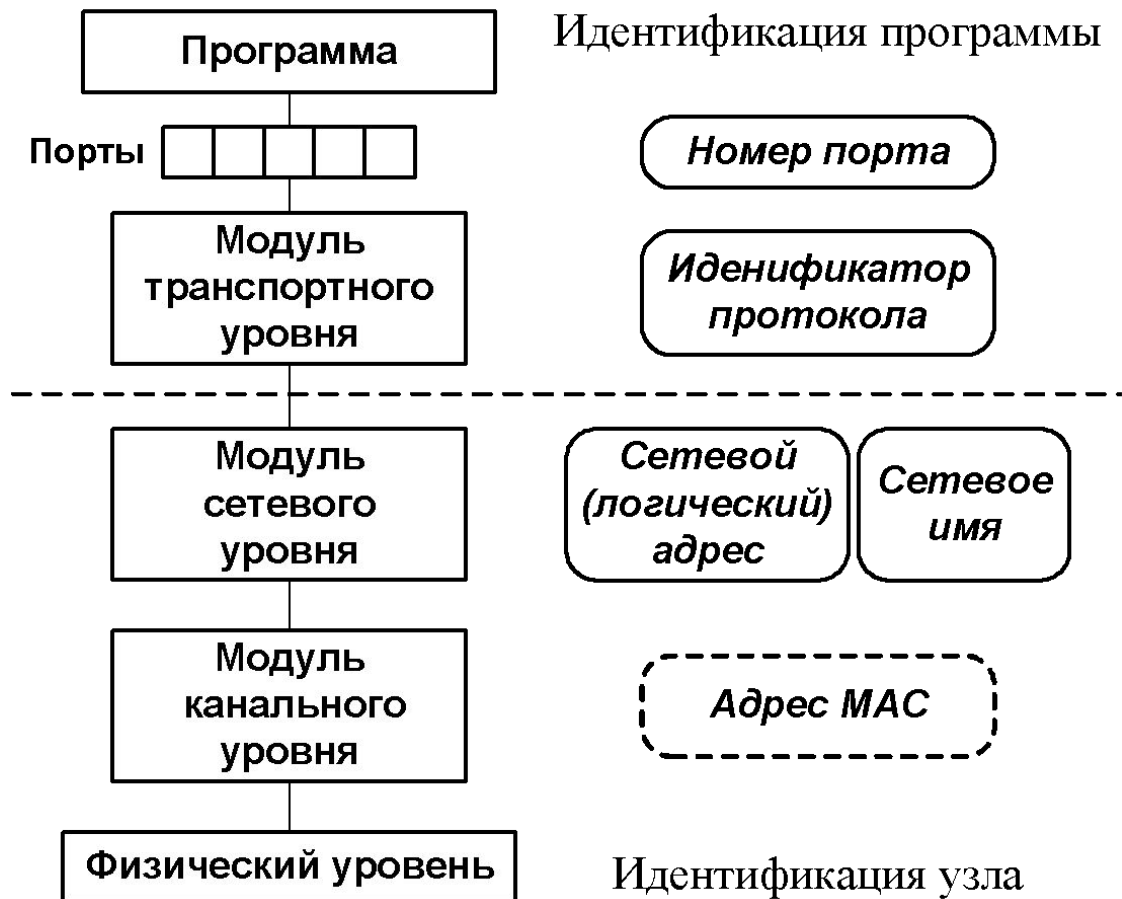 Программа
Идентификация программы
Порты
Номер порта
Модуль
транспортного
уровня
Иденификатор
протокола
Модуль
сетевого
уровня
Сетевой
(логический)
адрес
Сетевое
имя
Модуль
канального
уровня
Адрес MAC
Физический уровень
Идентификация узла